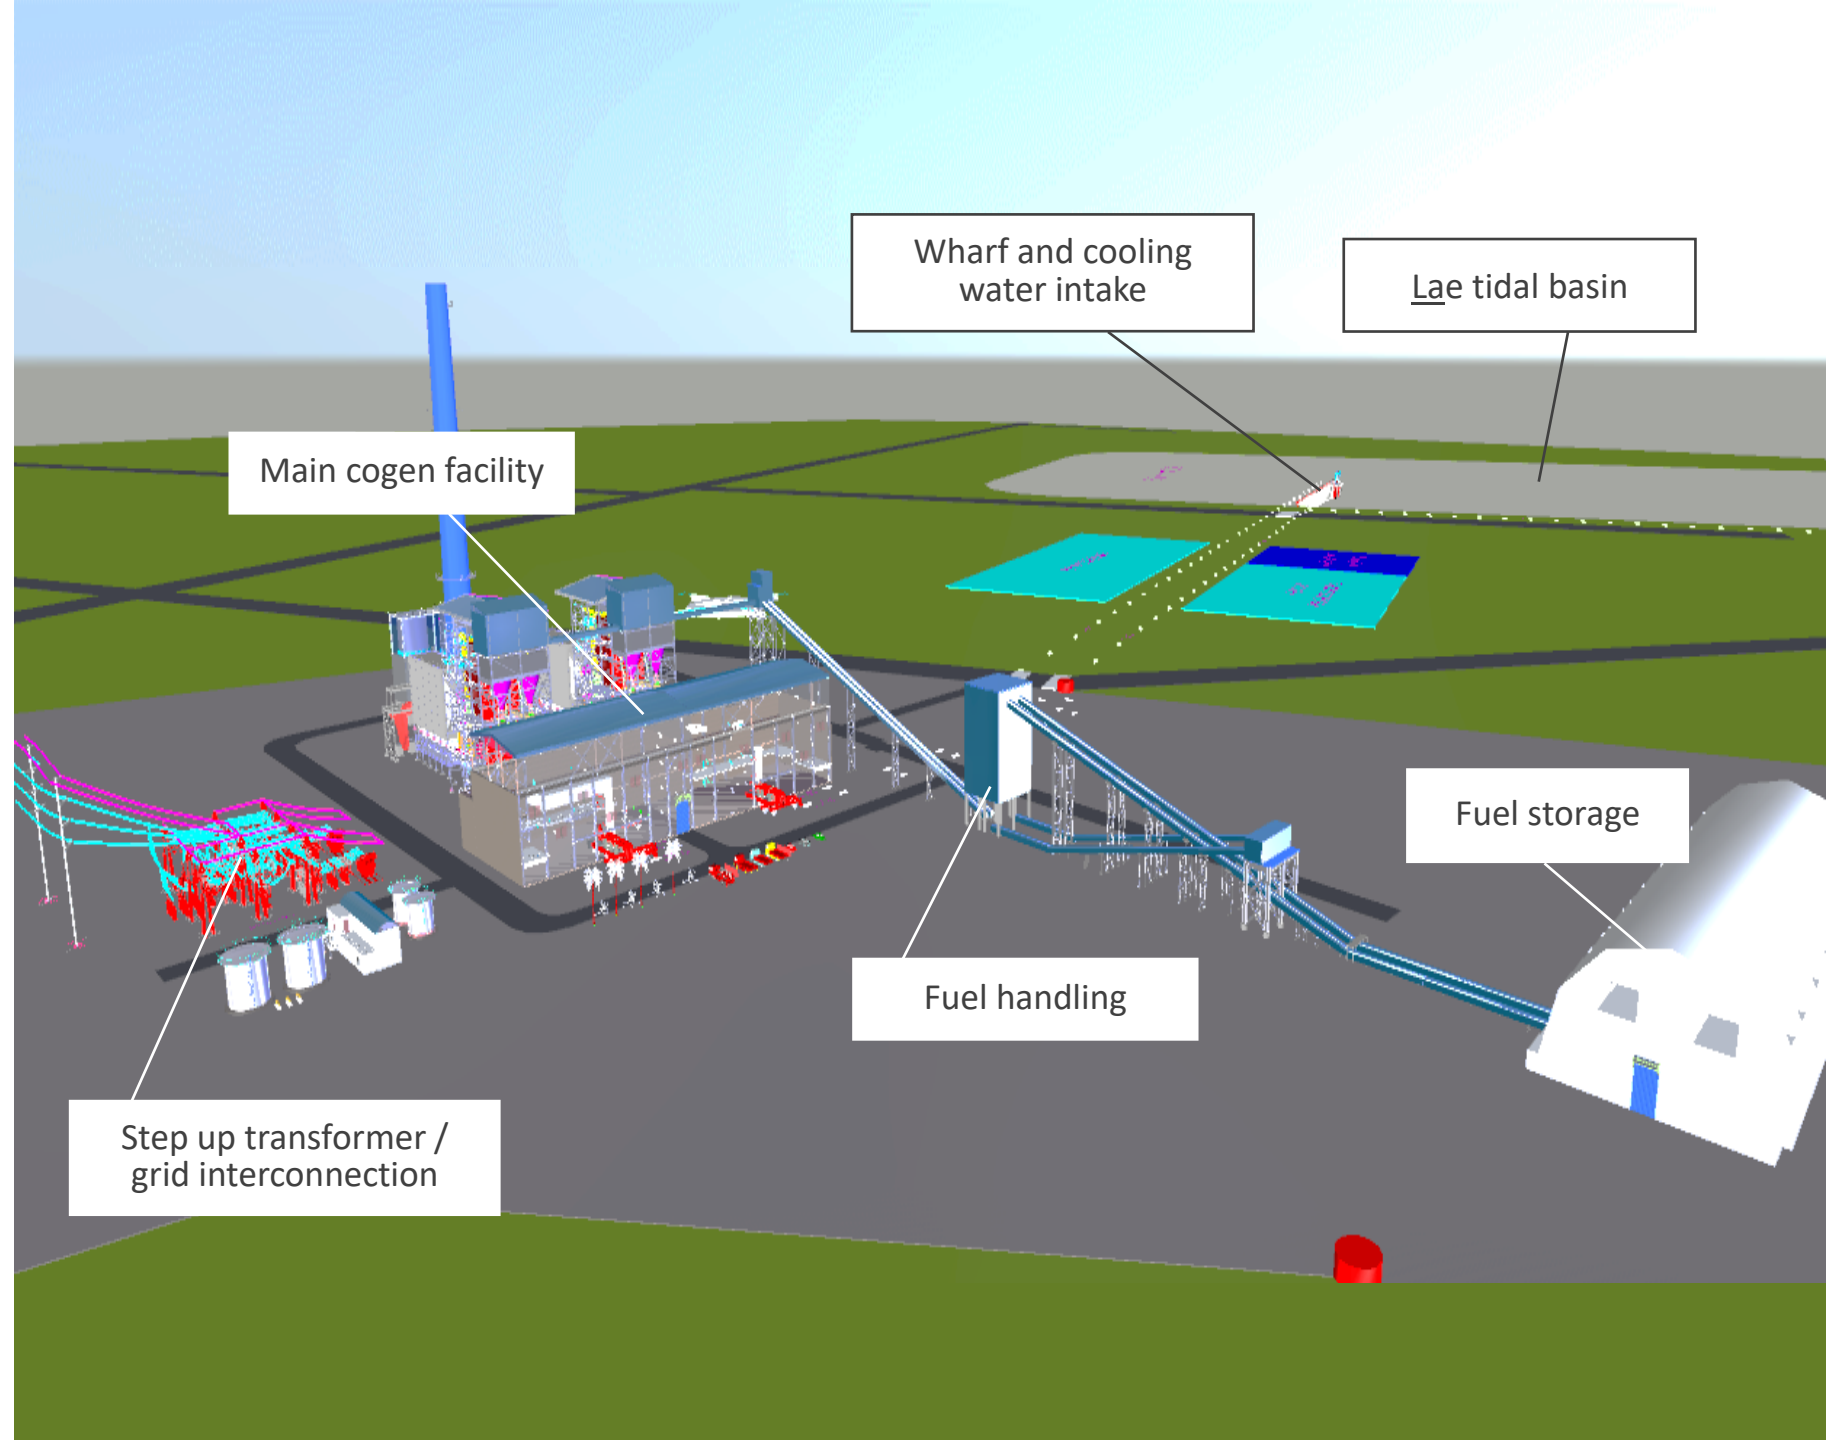 Wharf and cooling
water intake
Lae tidal basin
Main cogen facility
Fuel storage
Fuel handling
Step up transformer /
grid interconnection